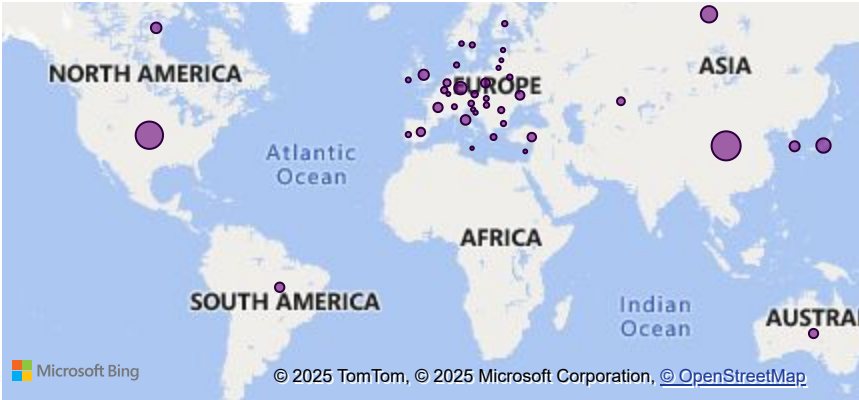 NORTH AMERICA
ASIA
EUROPE
Atlantic
Ocean
AFRICA
SOUTH AMERICA
Indian
Ocean
AUSTRA
Microsoft Bing
© 2025 TomTom, © 2025 Microsoft Corporation, © OpenStreetMap